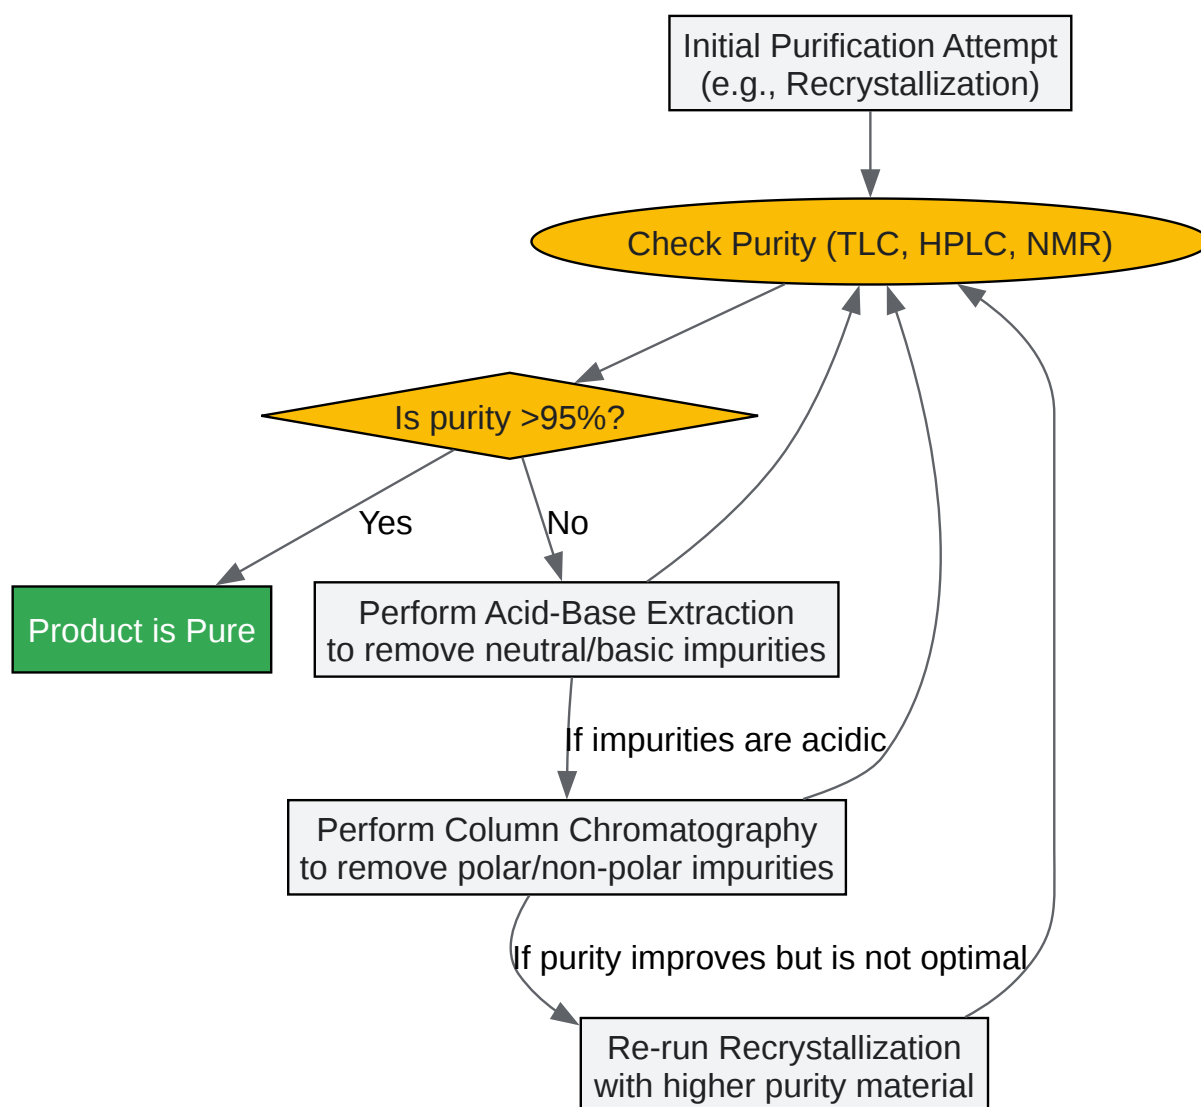 Initial Purification Attempt
(e.g., Recrystallization)
Check Purity (TLC, HPLC, NMR)
Is purity >95%?
Yes
No
Product is Pure
Perform Acid-Base Extraction
to remove neutral/basic impurities
If impurities are acidic
Perform Column Chromatography
to remove polar/non-polar impurities
If purity improves but is not optimal
Re-run Recrystallization
with higher purity material